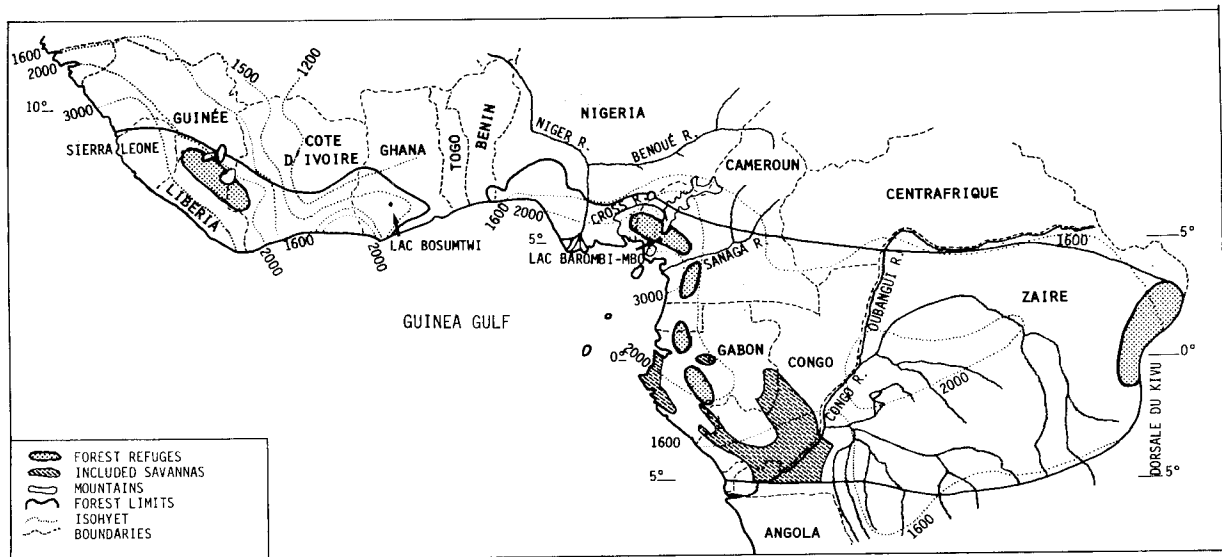 1600
2000
10°
3000
1500
1200
GUINÉE
SIERRA LEONE
LIBERIA
COTE
D'IVOIRE
GHANA
TOGO
BENIN
NIGERIA
NIGER R.
BENOUÉ R.
CAMEROUN
CENTRAFRIQUE
CROSS R.
1600
2000
5°
2000
1600
2000
LAC BOSUMTWI
LAC BAROMBI-MBO
SANAGA R.
1600
5°
OUBANGUI R.
ZAIRE
3000
GUINEA GULF
GABON
CONGO
0°
2000
CONGO R.
2000
0°
DORSALE DU KIVU
1600
5°
5°
ANGOLA
1600
FOREST REFUGES
INCLUDED SAVANNAS
MOUNTAINS
FOREST LIMITS
ISOHYET
BOUNDARIES